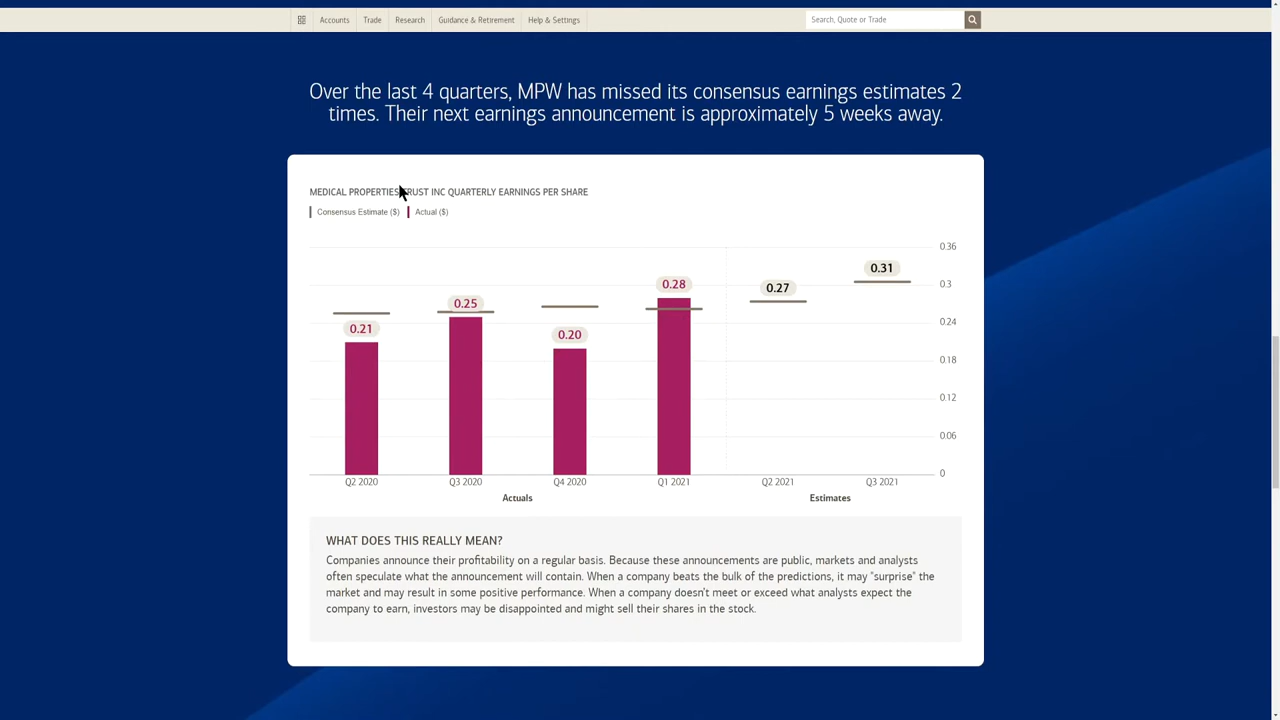 Accounts
Trade
Research
Guidance & Retirement
Help & Settings
Search, Quote or Trade
Over the last 4 quarters, MPW has missed its consensus earnings estimates 2
times. Their next earnings announcement is approximately 5 weeks away.
MEDICAL PROPERTIES TRUST INC QUARTERLY EARNINGS PER SHARE
Consensus Estimate ($)
Actual ($)
0.36
0.3
0.24
0.18
0.12
0.06
0
0.21
0.25
0.20
0.28
0.27
0.31
Q2 2020
Q3 2020
Q4 2020
Q1 2021
Q2 2021
Q3 2021
Actuals
Estimates
WHAT DOES THIS REALLY MEAN?
Companies announce their profitability on a regular basis. Because these announcements are public, markets and analysts
often speculate what the announcement will contain. When a company beats the bulk of the predictions, it may "surprise" the
market and may result in some positive performance. When a company doesn't meet or exceed what analysts expect the
company to earn, investors may be disappointed and might sell their shares in the stock.